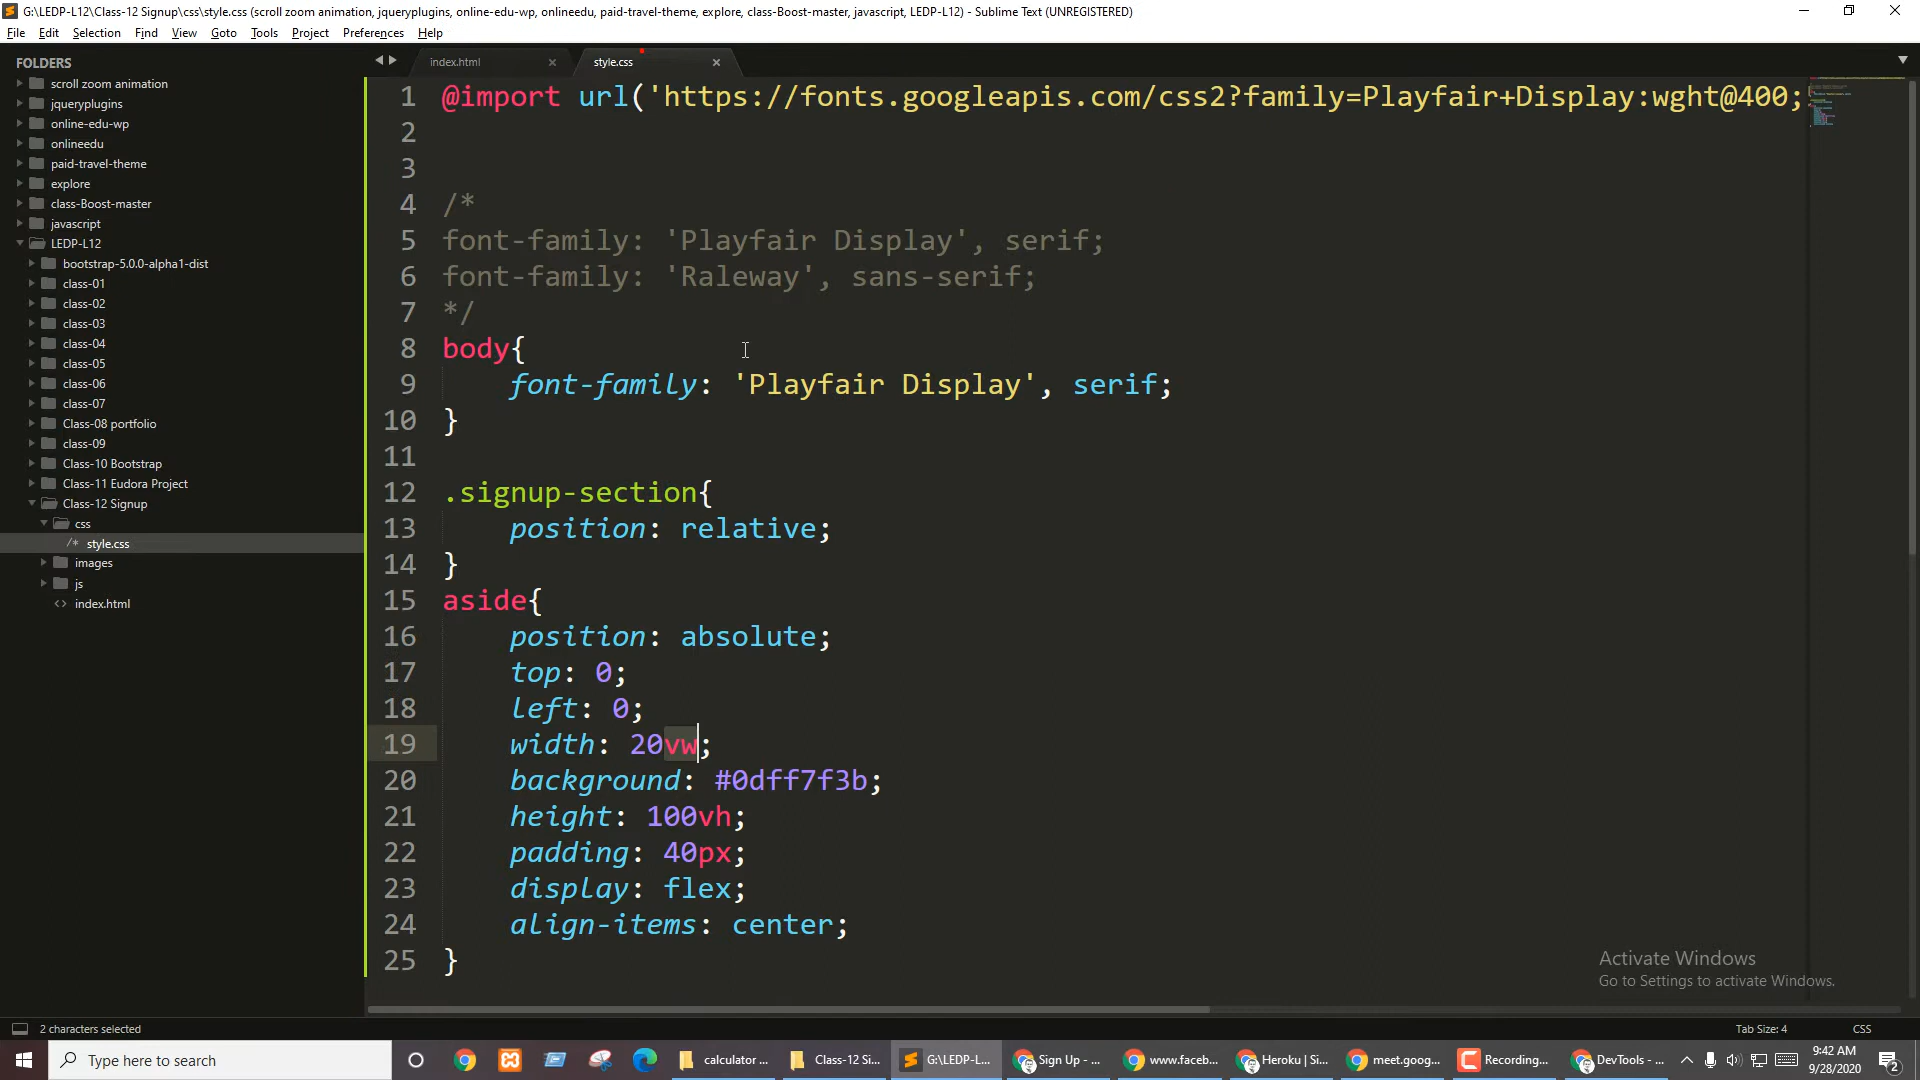 G:\LEDP-L12\Class-12 Signup\css\style.css (scroll zoom animation, jqueryplugins, online-edu-wp, onlineedu, paid-travel-theme, explore, class-Boost-master, javascript, LEDP-L12) - Sublime Text (UNREGISTERED)
File Edit Selection Find View Goto Tools Project Preferences Help
FOLDERS
scroll zoom animation
jqueryplugins
online-edu-wp
onlineedu
paid-travel-theme
explore
class-Boost-master
javascript
LEDP-L12
bootstrap-5.0.0-alpha1-dist
class-01
class-02
class-03
class-04
class-05
class-06
class-07
Class-08 portfolio
class-09
Class-10 Bootstrap
Class-11 Eudora Project
Class-12 Signup
css
/* style.css
images
js
<> index.html
index.html × style.css ×
1 @import url('https://fonts.googleapis.com/css2?family=Playfair+Display:wght@400;
2
3
4 /*
5 font-family: 'Playfair Display', serif;
6 font-family: 'Raleway', sans-serif;
7 */
8 body{
9 font-family: 'Playfair Display', serif;
10 }
11
12 .signup-section{
13 position: relative;
14 }
15 aside{
16 position: absolute;
17 top: 0;
18 left: 0;
19 width: 20vw;
20 background: #0dff7f3b;
21 height: 100vh;
22 padding: 40px;
23 display: flex;
24 align-items: center;
25 }
Activate Windows
Go to Settings to activate Windows.
2 characters selected
Tab Size: 4 CSS
Type here to search
calculator ...
Class-12 Si...
G:\LEDP-L...
Sign Up - ...
www.faceb...
Heroku | Si...
meet.goog...
Recording...
DevTools - ...
9:42 AM
9/28/2020
2